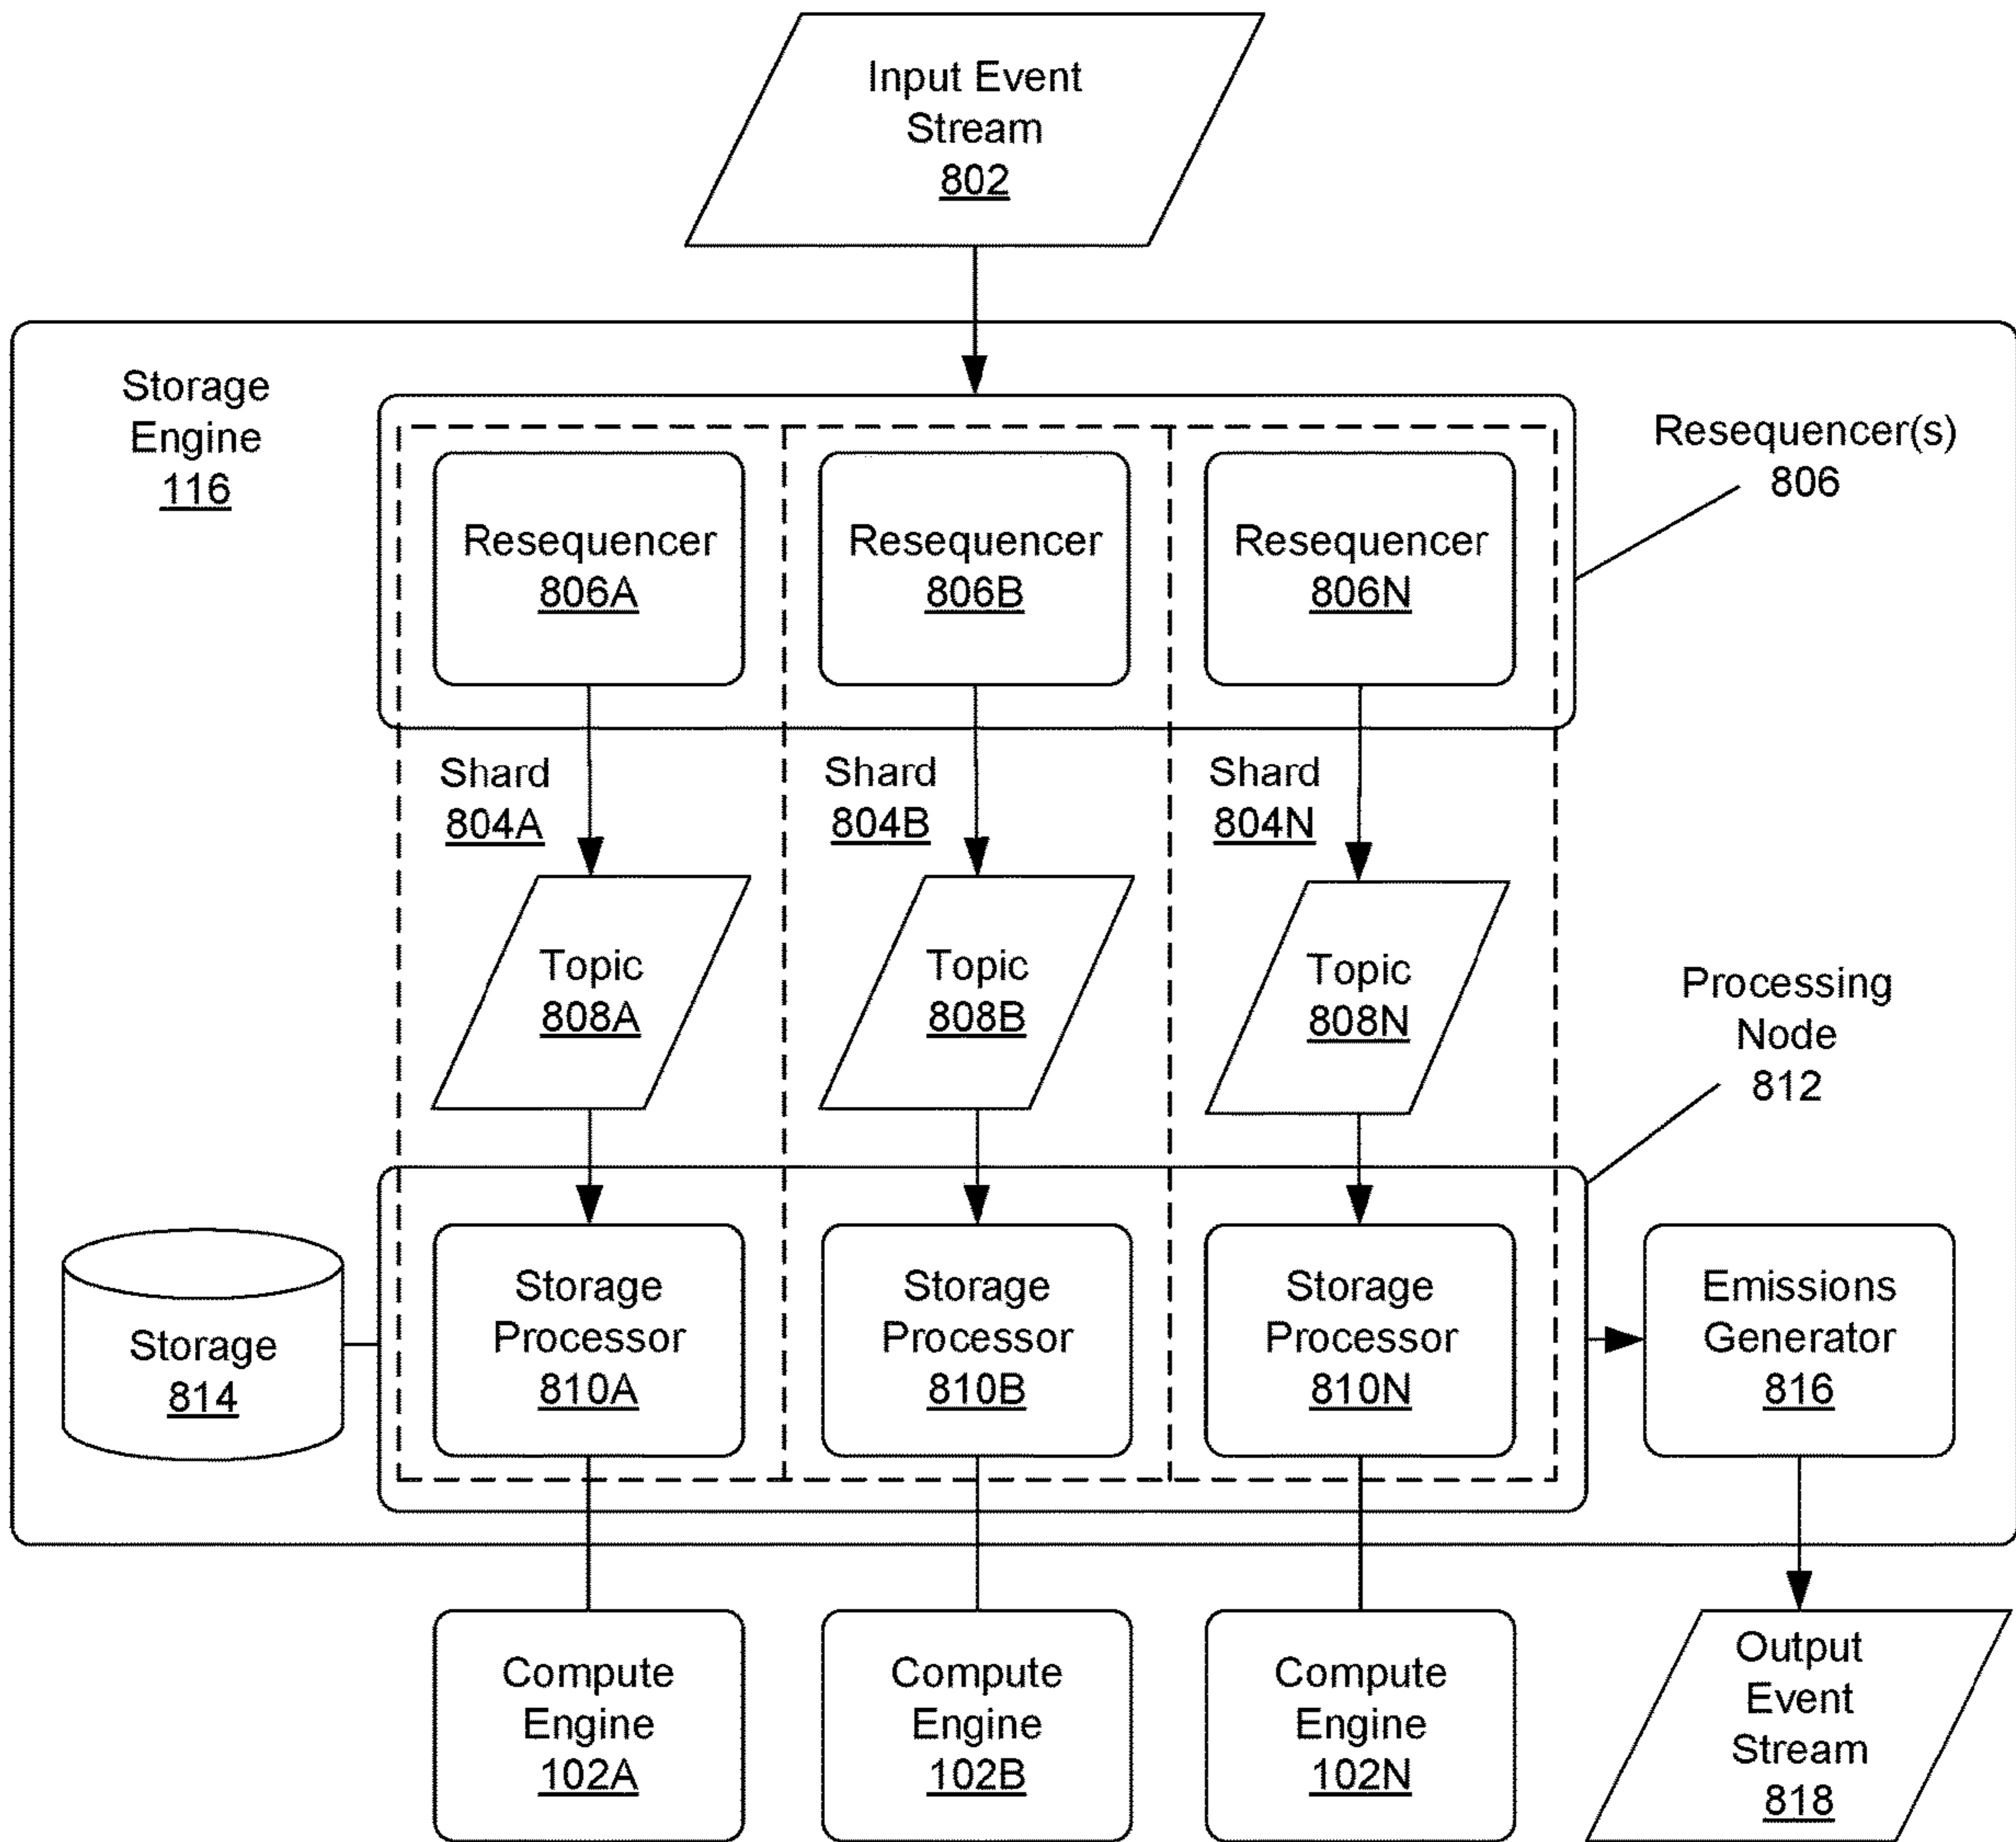 Input Event
Stream
802
Storage
Engine
116
Resequencer(s)
806
Resequencer
806A
Resequencer
806B
Resequencer
806N
Shard
804A
Shard
804B
Shard
804N
Topic
808A
Topic
808B
Topic
808N
Processing
Node
812
Storage
814
Storage
Processor
810A
Storage
Processor
810B
Storage
Processor
810N
Emissions
Generator
816
Compute
Engine
102A
Compute
Engine
102B
Compute
Engine
102N
Output
Event
Stream
818